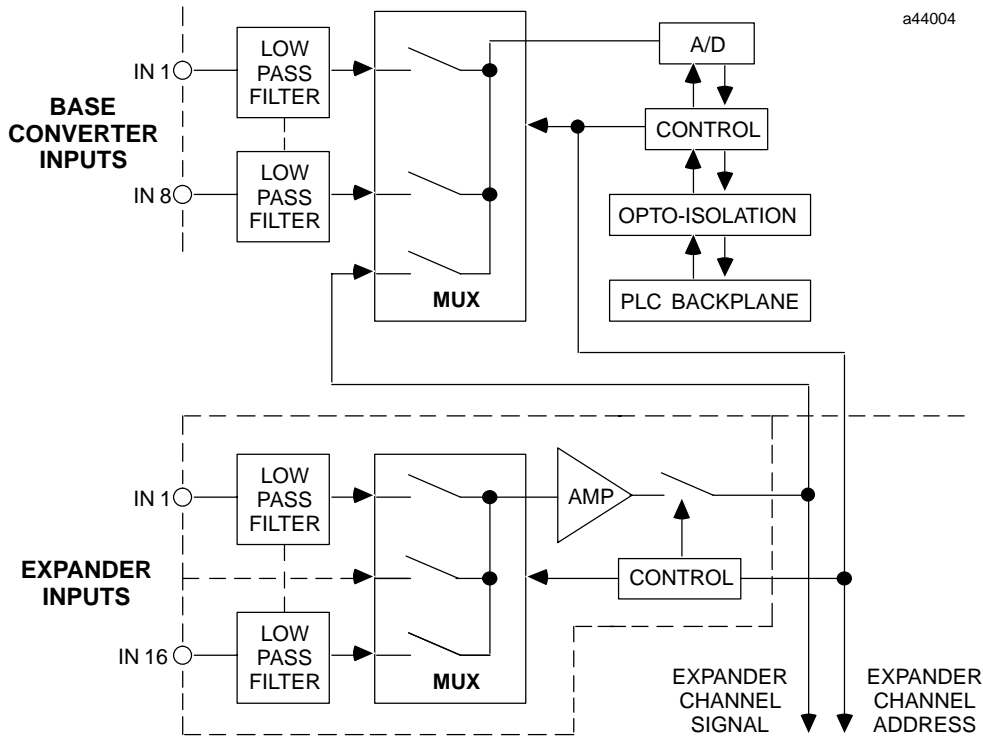 a44004
LOW
PASS
FILTER
A/D
IN 1
BASE
CONVERTER
INPUTS
CONTROL
LOW
PASS
FILTER
IN 8
OPTO-ISOLATION
MUX
PLC BACKPLANE
LOW
PASS
FILTER
IN 1
AMP
EXPANDER
INPUTS
CONTROL
LOW
PASS
FILTER
IN 16
MUX
EXPANDER
CHANNEL
SIGNAL
EXPANDER
CHANNEL
ADDRESS